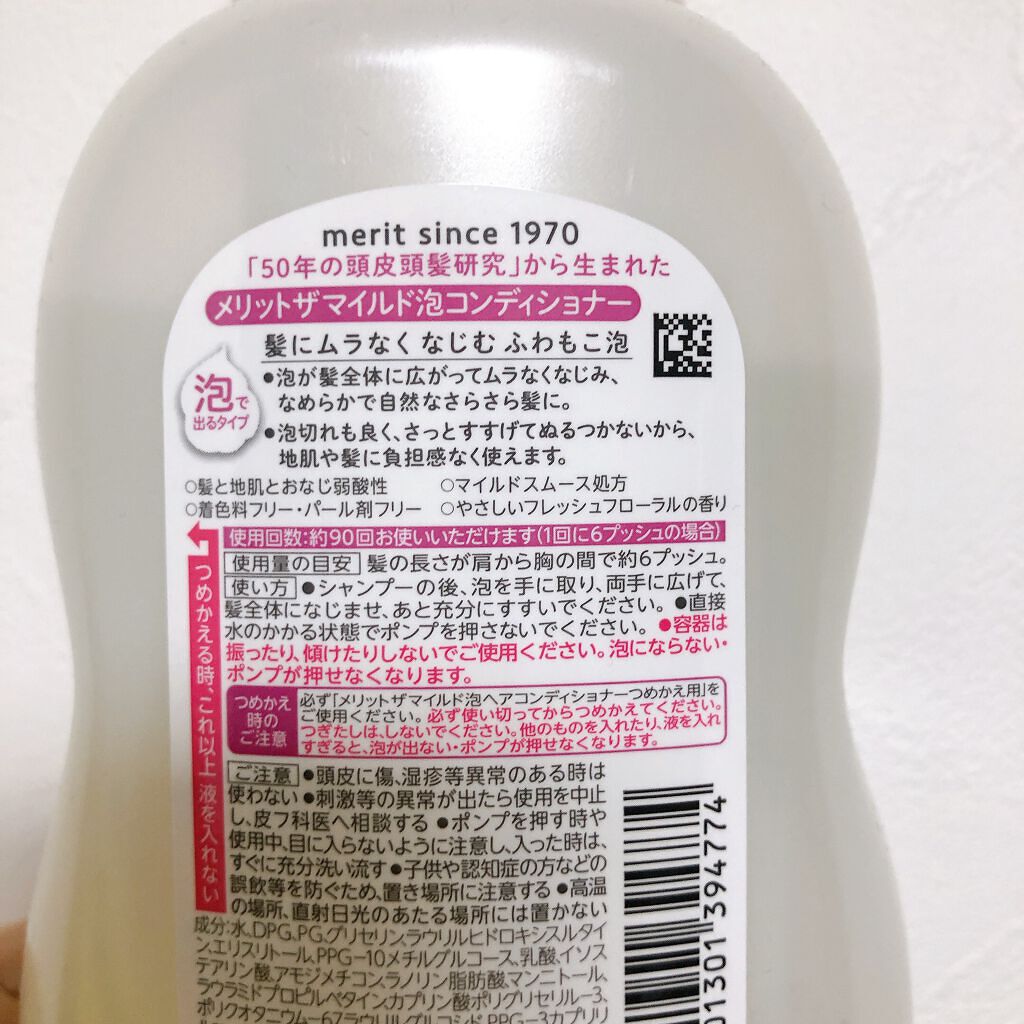 merit since 1970
「50年の頭皮頭髪研究」から生まれた
メリットザマイルド泡コンディショナー
髪にムラなくなじむ ふわもこ泡
泡で
出るタイプ
●泡が髪全体に広がってムラなくなじみ、
なめらかで自然なさらさら髪に。
●泡切れも良く、さっとすすげてぬるつかないから、
地肌や髪に負担感なく使えます。
○髪と地肌とおなじ弱酸性 ○マイルドスムース処方
○着色料フリー・パール剤フリー ○やさしいフレッシュフローラルの香り
使用回数:約90回お使いいただけます(1回に6プッシュの場合)
つめかえる時、これ以上 液を入れない
使用量の目安 髪の長さが肩から胸の間で約6プッシュ。
使い方 ●シャンプーの後、泡を手に取り、両手に広げて、
髪全体になじませ、あと充分にすすいでください。 ●直接
水のかかる状態でポンプを押さないでください。 ●容器は
振ったり、傾けたりしないでご使用ください。泡にならない・
ポンプが押せなくなります。
つめかえ
時の
ご注意
必ず「メリットザマイルド泡ヘアコンディショナーつめかえ用」を
ご使用ください。必ず使い切ってからつめかえてください。
つぎたしは、しないでください。他のものを入れたり、液を入れ
すぎると、泡が出ない・ポンプが押せなくなります。
ご注意 ●頭皮に傷、湿疹等異常のある時は
使わない ●刺激等の異常が出たら使用を中止
し、皮フ科医へ相談する ●ポンプを押す時や
使用中、目に入らないように注意し、入った時は、
すぐに充分洗い流す ●子供や認知症の方などの
誤飲等を防ぐため、置き場所に注意する ●高温
の場所、直射日光のあたる場所には置かない
成分:水、DPG、PG、グリセリン、ラウリルヒドロキシスルタイ
ン、エリスリトール、PPG-10メチルグルコース、乳酸、イソス
テアリン酸、アモジメチコン、ラノリン脂肪酸、マンニトール、
ラウラミドプロピルベタイン、カプリン酸ポリグリセリル-3、
ポリクオタニウム-67、ラウリルグルコシド、PPG-3カプリリ
01301 394774